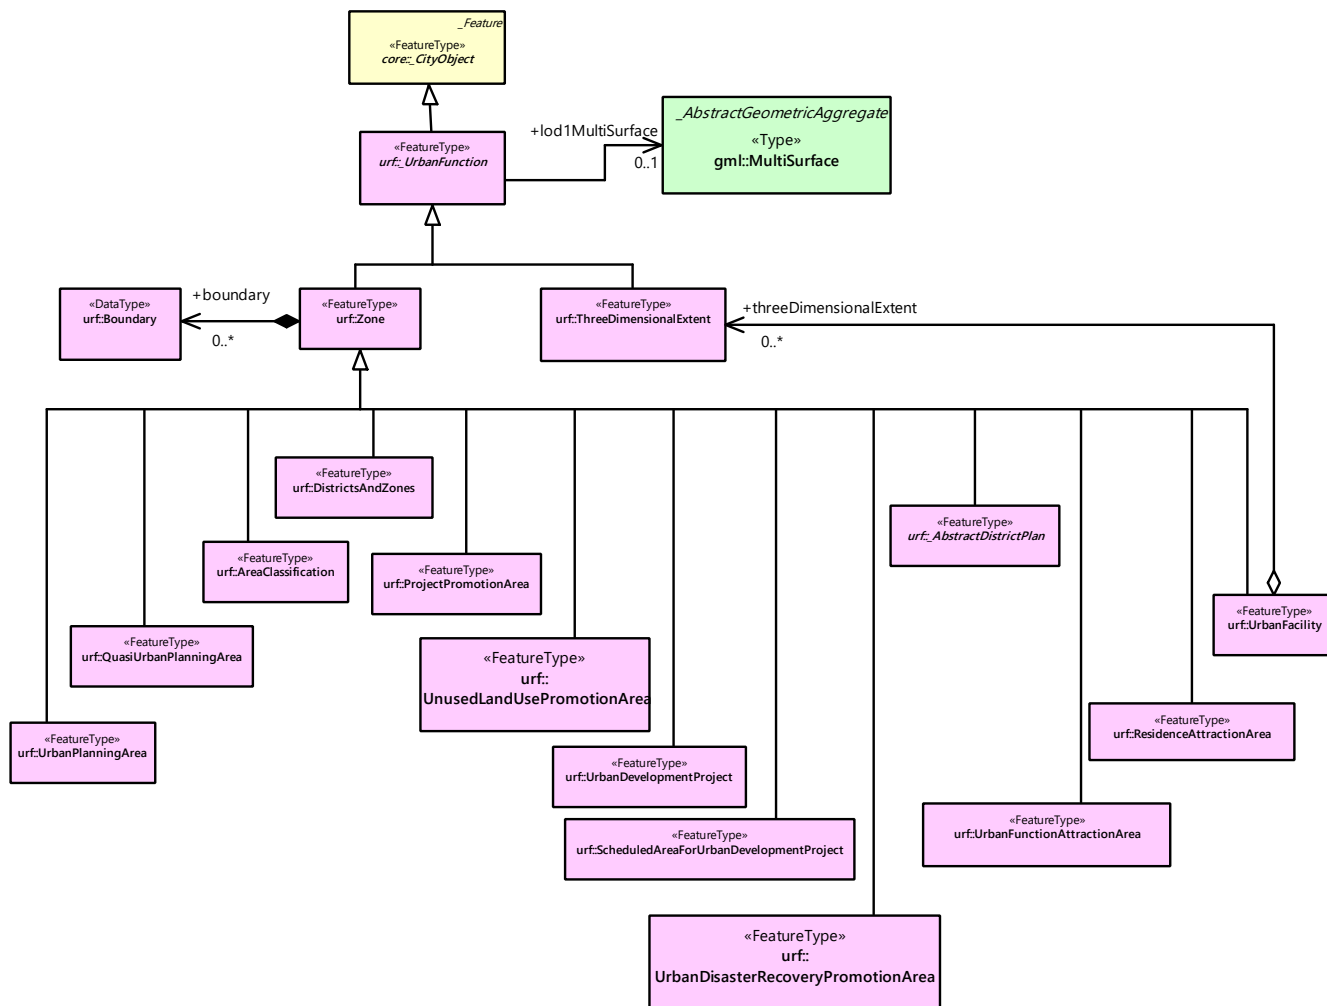 _Feature
«FeatureType»
core::_CityObject
«FeatureType»
urf::_UrbanFunction
+lod1MultiSurface
0..1
_AbstractGeometricAggregate
«Type»
gml::MultiSurface
«DataType»
urf::Boundary
+boundary
0..*
«FeatureType»
urf::Zone
«FeatureType»
urf::ThreeDimensionalExtent
+threeDimensionalExtent
0..*
«FeatureType»
urf::DistrictsAndZones
«FeatureType»
urf::_AbstractDistrictPlan
«FeatureType»
urf::AreaClassification
«FeatureType»
urf::ProjectPromotionArea
«FeatureType»
urf::UrbanFacility
«FeatureType»
urf::QuasiUrbanPlanningArea
«FeatureType»
urf::
UnusedLandUsePromotionArea
«FeatureType»
urf::ResidenceAttractionArea
«FeatureType»
urf::UrbanPlanningArea
«FeatureType»
urf::UrbanDevelopmentProject
«FeatureType»
urf::UrbanFunctionAttractionArea
«FeatureType»
urf::ScheduledAreaForUrbanDevelopmentProject
«FeatureType»
urf::
UrbanDisasterRecoveryPromotionArea